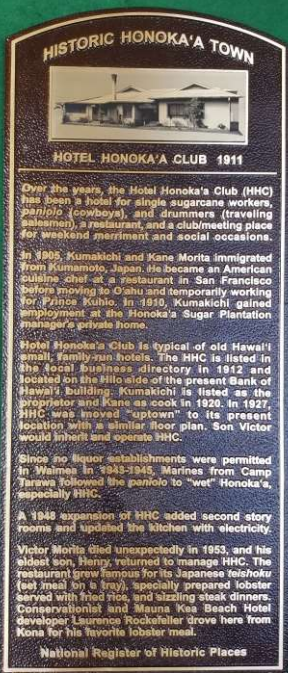 HISTORIC HONOKAʻA TOWN
HOTEL HONOKAʻA CLUB 1911
Over the years, the Hotel Honokaʻa Club (HHC)
has been a hotel for single sugarcane workers,
paniolo (cowboys), and drummers (traveling
salesmen), a restaurant, and a club/meeting place
for weekend merriment and social occasions.
In 1905, Kumakichi and Kane Morita immigrated
from Kumamoto, Japan. He became an American
cuisine chef at a restaurant in San Francisco
before moving to Oʻahu and temporarily working
for Prince Kuhio. In 1910, Kumakichi gained
employment at the Honokaʻa Sugar Plantation
manager's private home.
Hotel Honokaʻa Club is typical of old Hawaiʻi
small, family-run hotels. The HHC is listed in
the local business directory in 1912 and
located on the Hilo side of the present Bank of
Hawaiʻi building. Kumakichi is listed as the
proprietor and Kane as cook in 1920. In 1927,
HHC was moved "uptown" to its present
location with a similar floor plan. Son Victor
would inherit and operate HHC.
Since no liquor establishments were permitted
in Waimea in 1943-1945, Marines from Camp
Tarawa followed the paniolo to "wet" Honokaʻa,
especially HHC.
A 1948 expansion of HHC added second story
rooms and updated the kitchen with electricity.
Victor Morita died unexpectedly in 1953, and his
eldest son, Henry, returned to manage HHC. The
restaurant grew famous for its Japanese teishoku
(set meal on a tray), specially prepared lobster
served with fried rice, and sizzling steak dinners.
Conservationist and Mauna Kea Beach Hotel
developer Laurence Rockefeller drove here from
Kona for his favorite lobster meal.
National Register of Historic Places